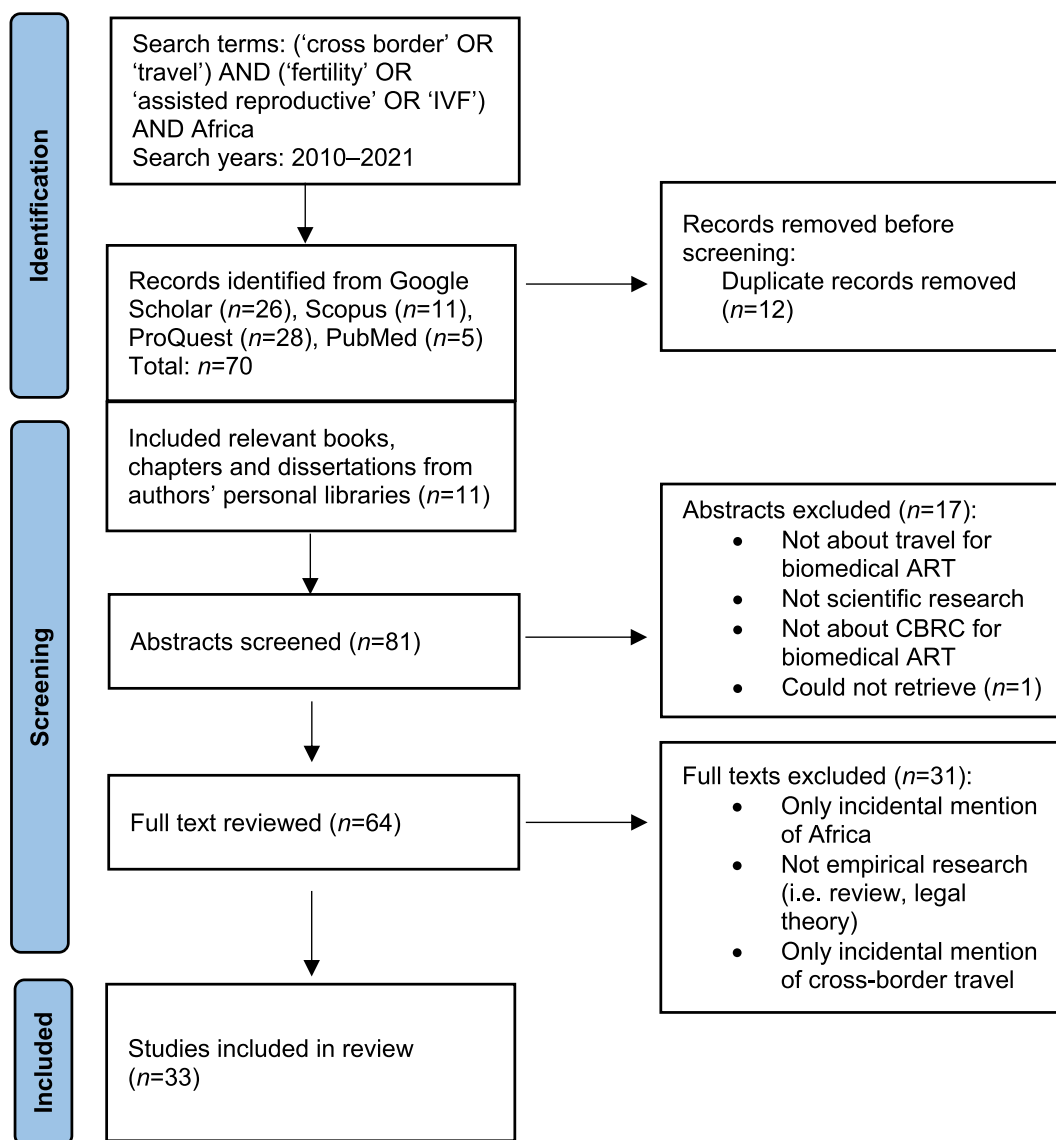 Identification
Search terms: (‘cross border’ OR
‘travel’) AND (‘fertility’ OR
‘assisted reproductive’ OR ‘IVF’)
AND Africa
Search years: 2010–2021
Records identified from Google
Scholar (n=26), Scopus (n=11),
ProQuest (n=28), PubMed (n=5)
Total: n=70
Records removed before
screening:
Duplicate records removed
(n=12)
Screening
Included relevant books,
chapters and dissertations from
authors’ personal libraries (n=11)
Abstracts screened (n=81)
Abstracts excluded (n=17):
• Not about travel for
biomedical ART
• Not scientific research
• Not about CBRC for
biomedical ART
• Could not retrieve (n=1)
Full text reviewed (n=64)
Full texts excluded (n=31):
• Only incidental mention
of Africa
• Not empirical research
(i.e. review, legal
theory)
• Only incidental mention
of cross-border travel
Included
Studies included in review
(n=33)